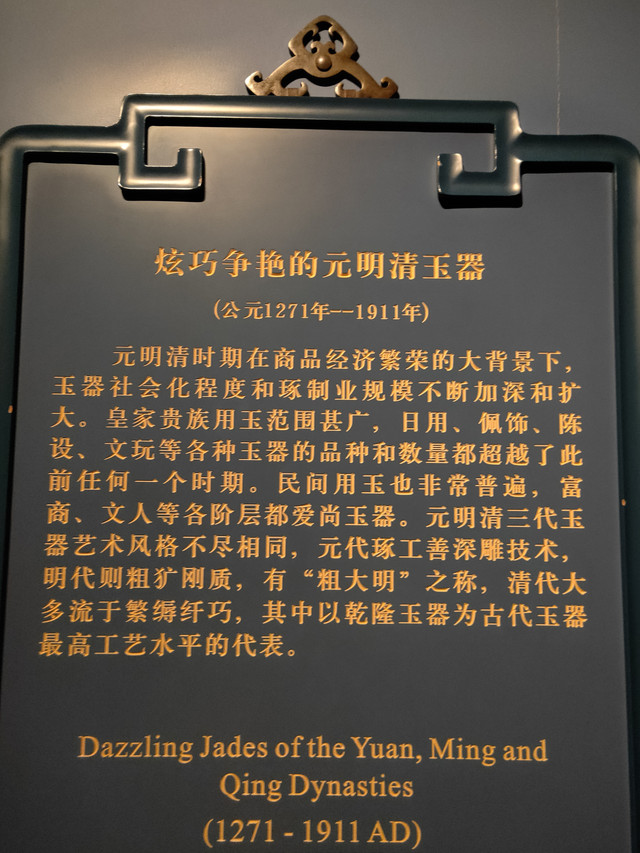 炫巧争艳的元明清玉器
(公元1271年--1911年)
元明清时期在商品经济繁荣的大背景下，
玉器社会化程度和琢制业规模不断加深和扩
大。皇家贵族用玉范围甚广，日用、佩饰、陈
设、文玩等各种玉器的品种和数量都超越了此
前任何一个时期。民间用玉也非常普遍，富
商、文人等各阶层都爱尚玉器。元明清三代玉
器艺术风格不尽相同，元代琢工善深雕技术，
明代则粗犷刚质，有“粗大明”之称，清代大
多流于繁缛纤巧，其中以乾隆玉器为古代玉器
最高工艺水平的代表。
Dazzling Jades of the Yuan, Ming and
Qing Dynasties
(1271 - 1911 AD)